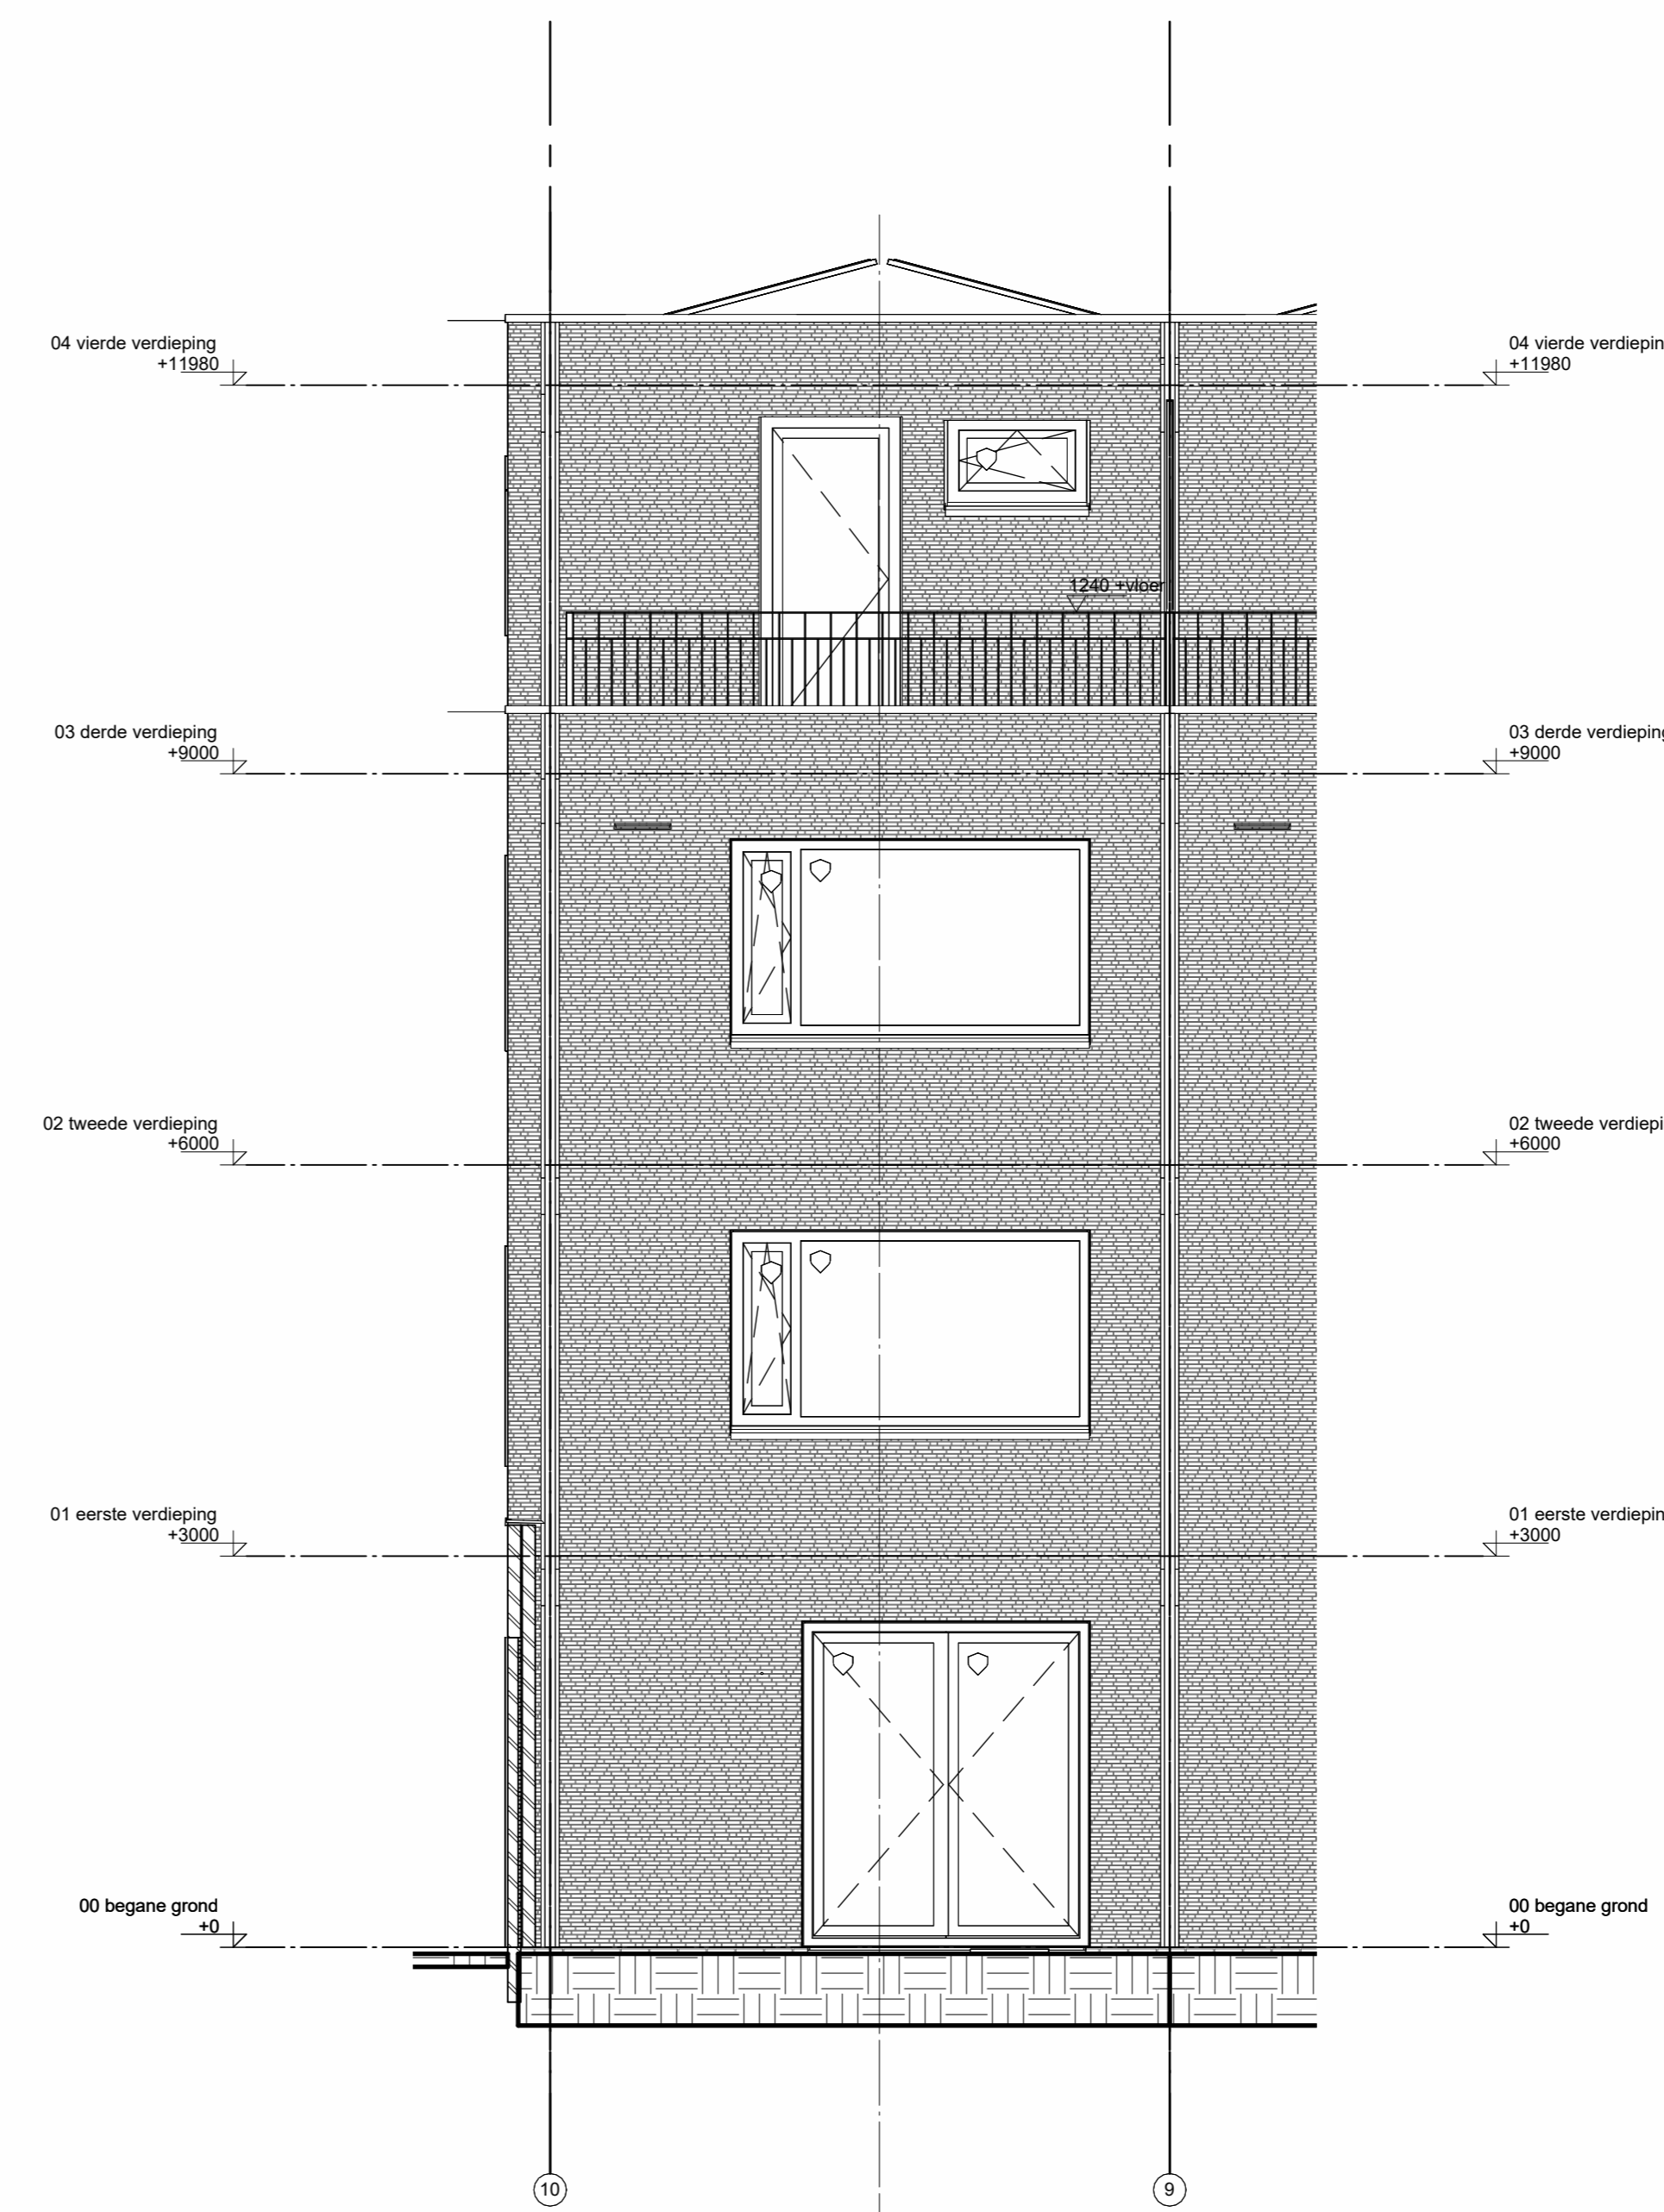 04 vierde verdieping
+11980
04 vierde verdiepin
+11980
1240 +vloer
03 derde verdieping
+9000
03 derde verdieping
+9000
02 tweede verdieping
+6000
02 tweede verdiepi
+6000
01 eerste verdieping
+3000
01 eerste verdiepin
+3000
00 begane grond
+0
00 begane grond
+0
10
9